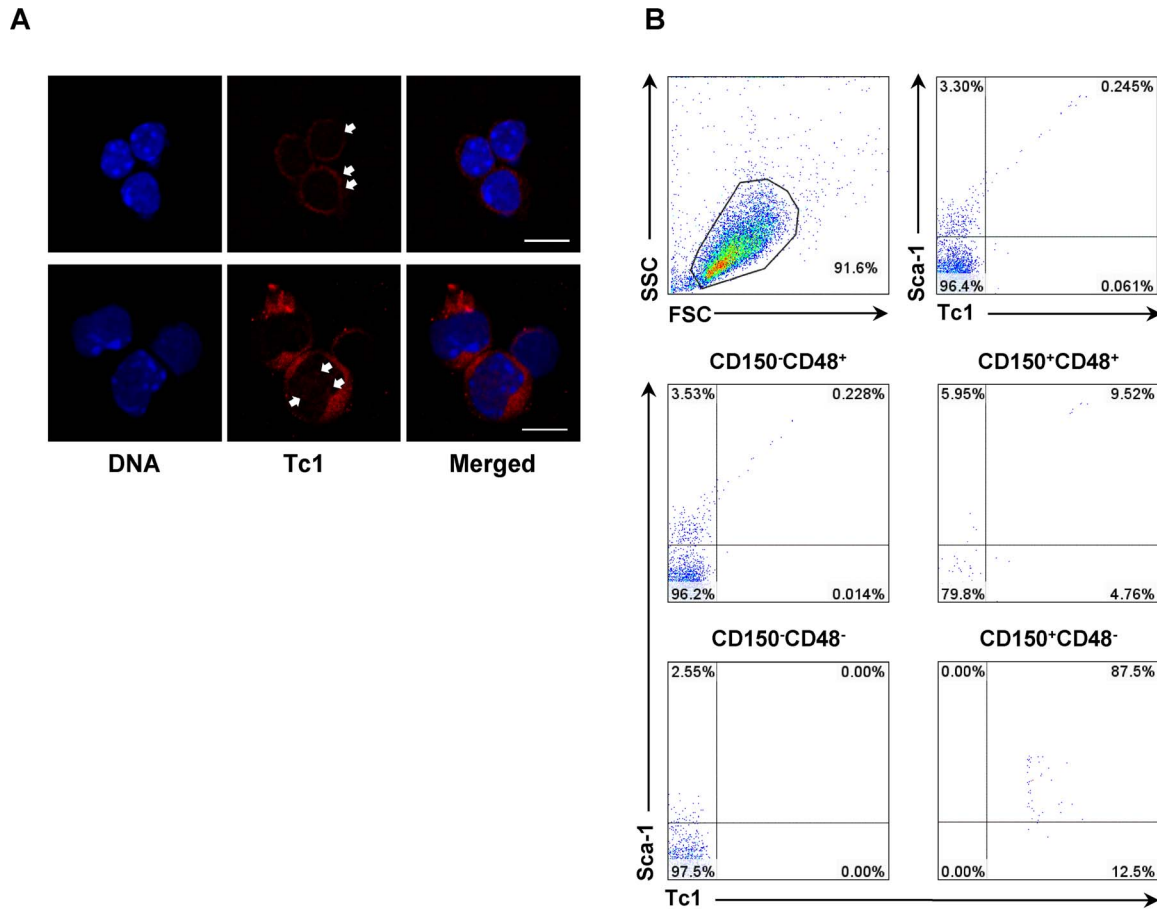 A
DNA
Tc1
Merged
B
SSC
91.6%
FSC
3.30%
0.245%
Sca-1
96.4%
0.061%
Tc1
CD150⁻CD48⁺
3.53%
0.228%
96.2%
0.014%
CD150⁺CD48⁺
5.95%
9.52%
79.8%
4.76%
CD150⁻CD48⁻
2.55%
0.00%
97.5%
0.00%
CD150⁺CD48⁻
0.00%
87.5%
0.00%
12.5%
Sca-1
Tc1